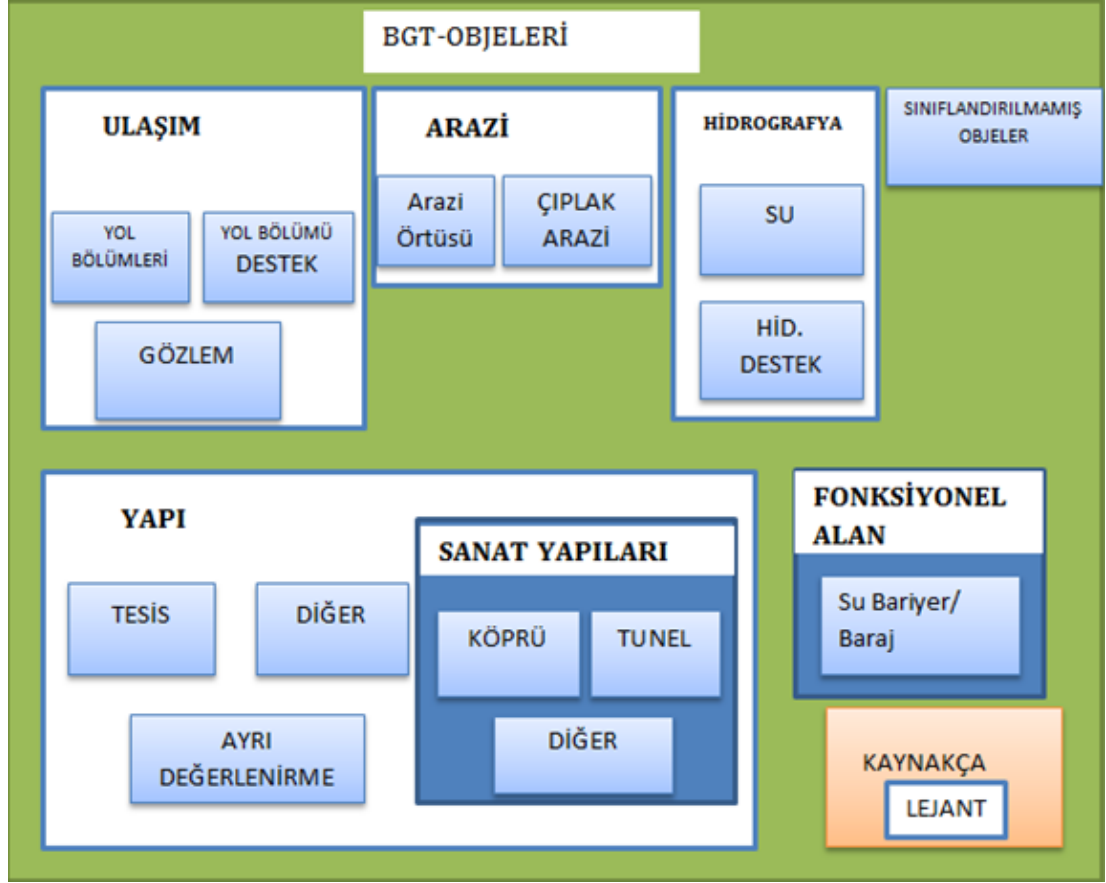 BGT-OBJELERİ
ULAŞIM
YOL
BÖLÜMLERİ
YOL BÖLÜMÜ
DESTEK
GÖZLEM
ARAZİ
Arazi
Örtüsü
ÇIPLAK
ARAZİ
HİDROGRAFYA
SU
HİD.
DESTEK
SINIFLANDIRILMAMIŞ
OBJELER
YAPI
TESİS
DİĞER
AYRI
DEĞERLENİRME
SANAT YAPILARI
KÖPRÜ
TUNEL
DİĞER
FONKSİYONEL
ALAN
Su Bariyer/
Baraj
KAYNAKÇA
LEJANT